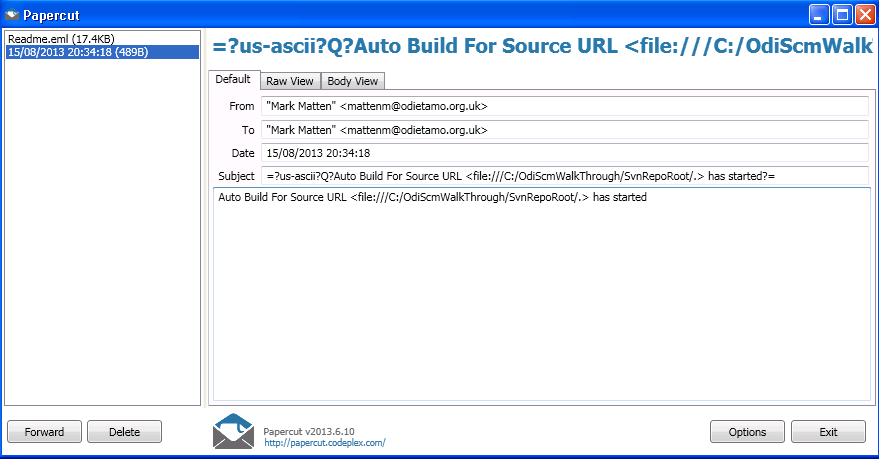 Papercut
Readme.eml (17.4KB)
15/08/2013 20:34:18 (489B)
=?us-ascii?Q?Auto Build For Source URL <file:///C:/OdiScmWalk
Default
Raw View
Body View
From
"Mark Matten" <mattenm@odietamo.org.uk>
To
"Mark Matten" <mattenm@odietamo.org.uk>
Date
15/08/2013 20:34:18
Subject
=?us-ascii?Q?Auto Build For Source URL <file:///C:/OdiScmWalkThrough/SvnRepoRoot/.> has started?=
Auto Build For Source URL <file:///C:/OdiScmWalkThrough/SvnRepoRoot/.> has started
Forward
Delete
Papercut v2013.6.10
http://papercut.codeplex.com/
Options
Exit